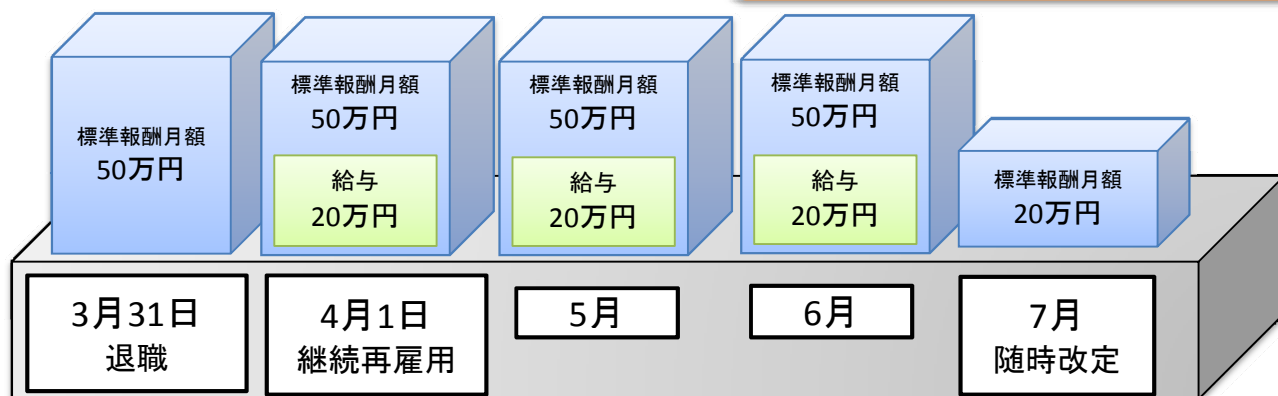 標準報酬月額
50万円
標準報酬月額
50万円
給与
20万円
標準報酬月額
50万円
給与
20万円
標準報酬月額
50万円
給与
20万円
標準報酬月額
20万円
3月31日
退職
4月1日
継続再雇用
5月
6月
7月
随時改定